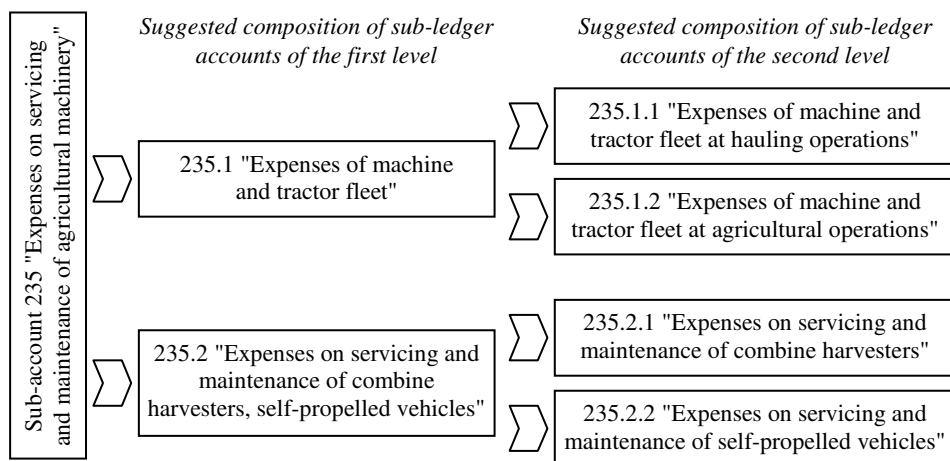 Sub-account 235 "Expenses on servicing
and maintenance of agricultural machinery"
Suggested composition of sub-ledger
accounts of the first level
235.1 "Expenses of machine
and tractor fleet"
235.2 "Expenses on servicing and
maintenance of combine
harvesters, self-propelled vehicles"
Suggested composition of sub-ledger
accounts of the second level
235.1.1 "Expenses of machine and
tractor fleet at hauling operations"
235.1.2 "Expenses of machine and
tractor fleet at agricultural operations"
235.2.1 "Expenses on servicing and
maintenance of combine harvesters"
235.2.2 "Expenses on servicing and
maintenance of self-propelled vehicles"